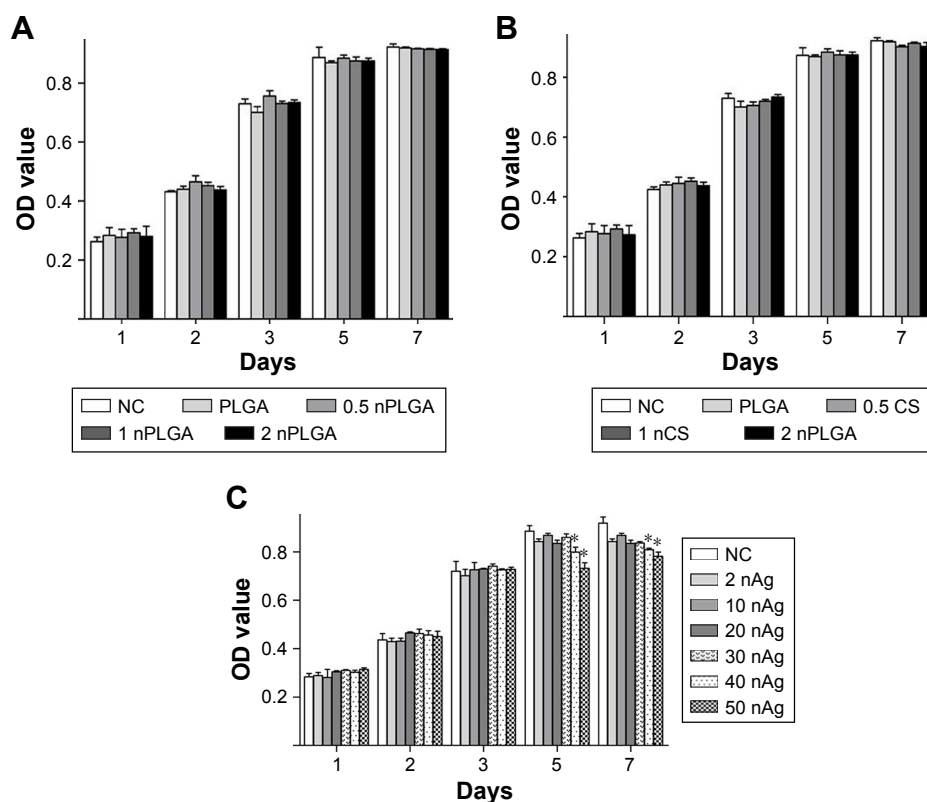 A
OD value
0.8
0.6
0.4
0.2
1 2 3 5 7
Days
NC PLGA 0.5 nPLGA
1 nPLGA 2 nPLGA
B
OD value
0.8
0.6
0.4
0.2
1 2 3 5 7
Days
NC PLGA 0.5 CS
1 nCS 2 nPLGA
C
OD value
0.8
0.6
0.4
0.2
* * * *
1 2 3 5 7
Days
NC
2 nAg
10 nAg
20 nAg
30 nAg
40 nAg
50 nAg